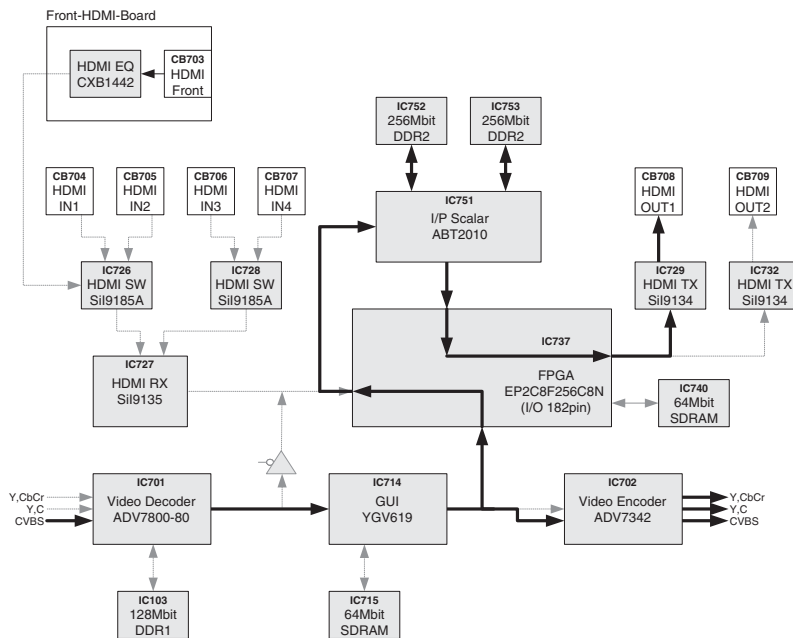 Front-HDMI-Board
HDMI EQ
CXB1442
CB703
HDMI
Front
IC752
256Mbit
DDR2
IC753
256Mbit
DDR2
CB704
HDMI
IN1
CB705
HDMI
IN2
CB706
HDMI
IN3
CB707
HDMI
IN4
IC751
I/P Scalar
ABT2010
CB708
HDMI
OUT1
CB709
HDMI
OUT2
IC726
HDMI SW
SiI9185A
IC728
HDMI SW
SiI9185A
IC729
HDMI TX
SiI9134
IC732
HDMI TX
SiI9134
IC727
HDMI RX
SiI9135
IC737
FPGA
EP2C8F256C8N
(I/O 182pin)
IC740
64Mbit
SDRAM
Y,CbCr
Y,C
CVBS
IC701
Video Decoder
ADV7800-80
IC714
GUI
YGV619
IC702
Video Encoder
ADV7342
Y,CbCr
Y,C
CVBS
IC103
128Mbit
DDR1
IC715
64Mbit
SDRAM